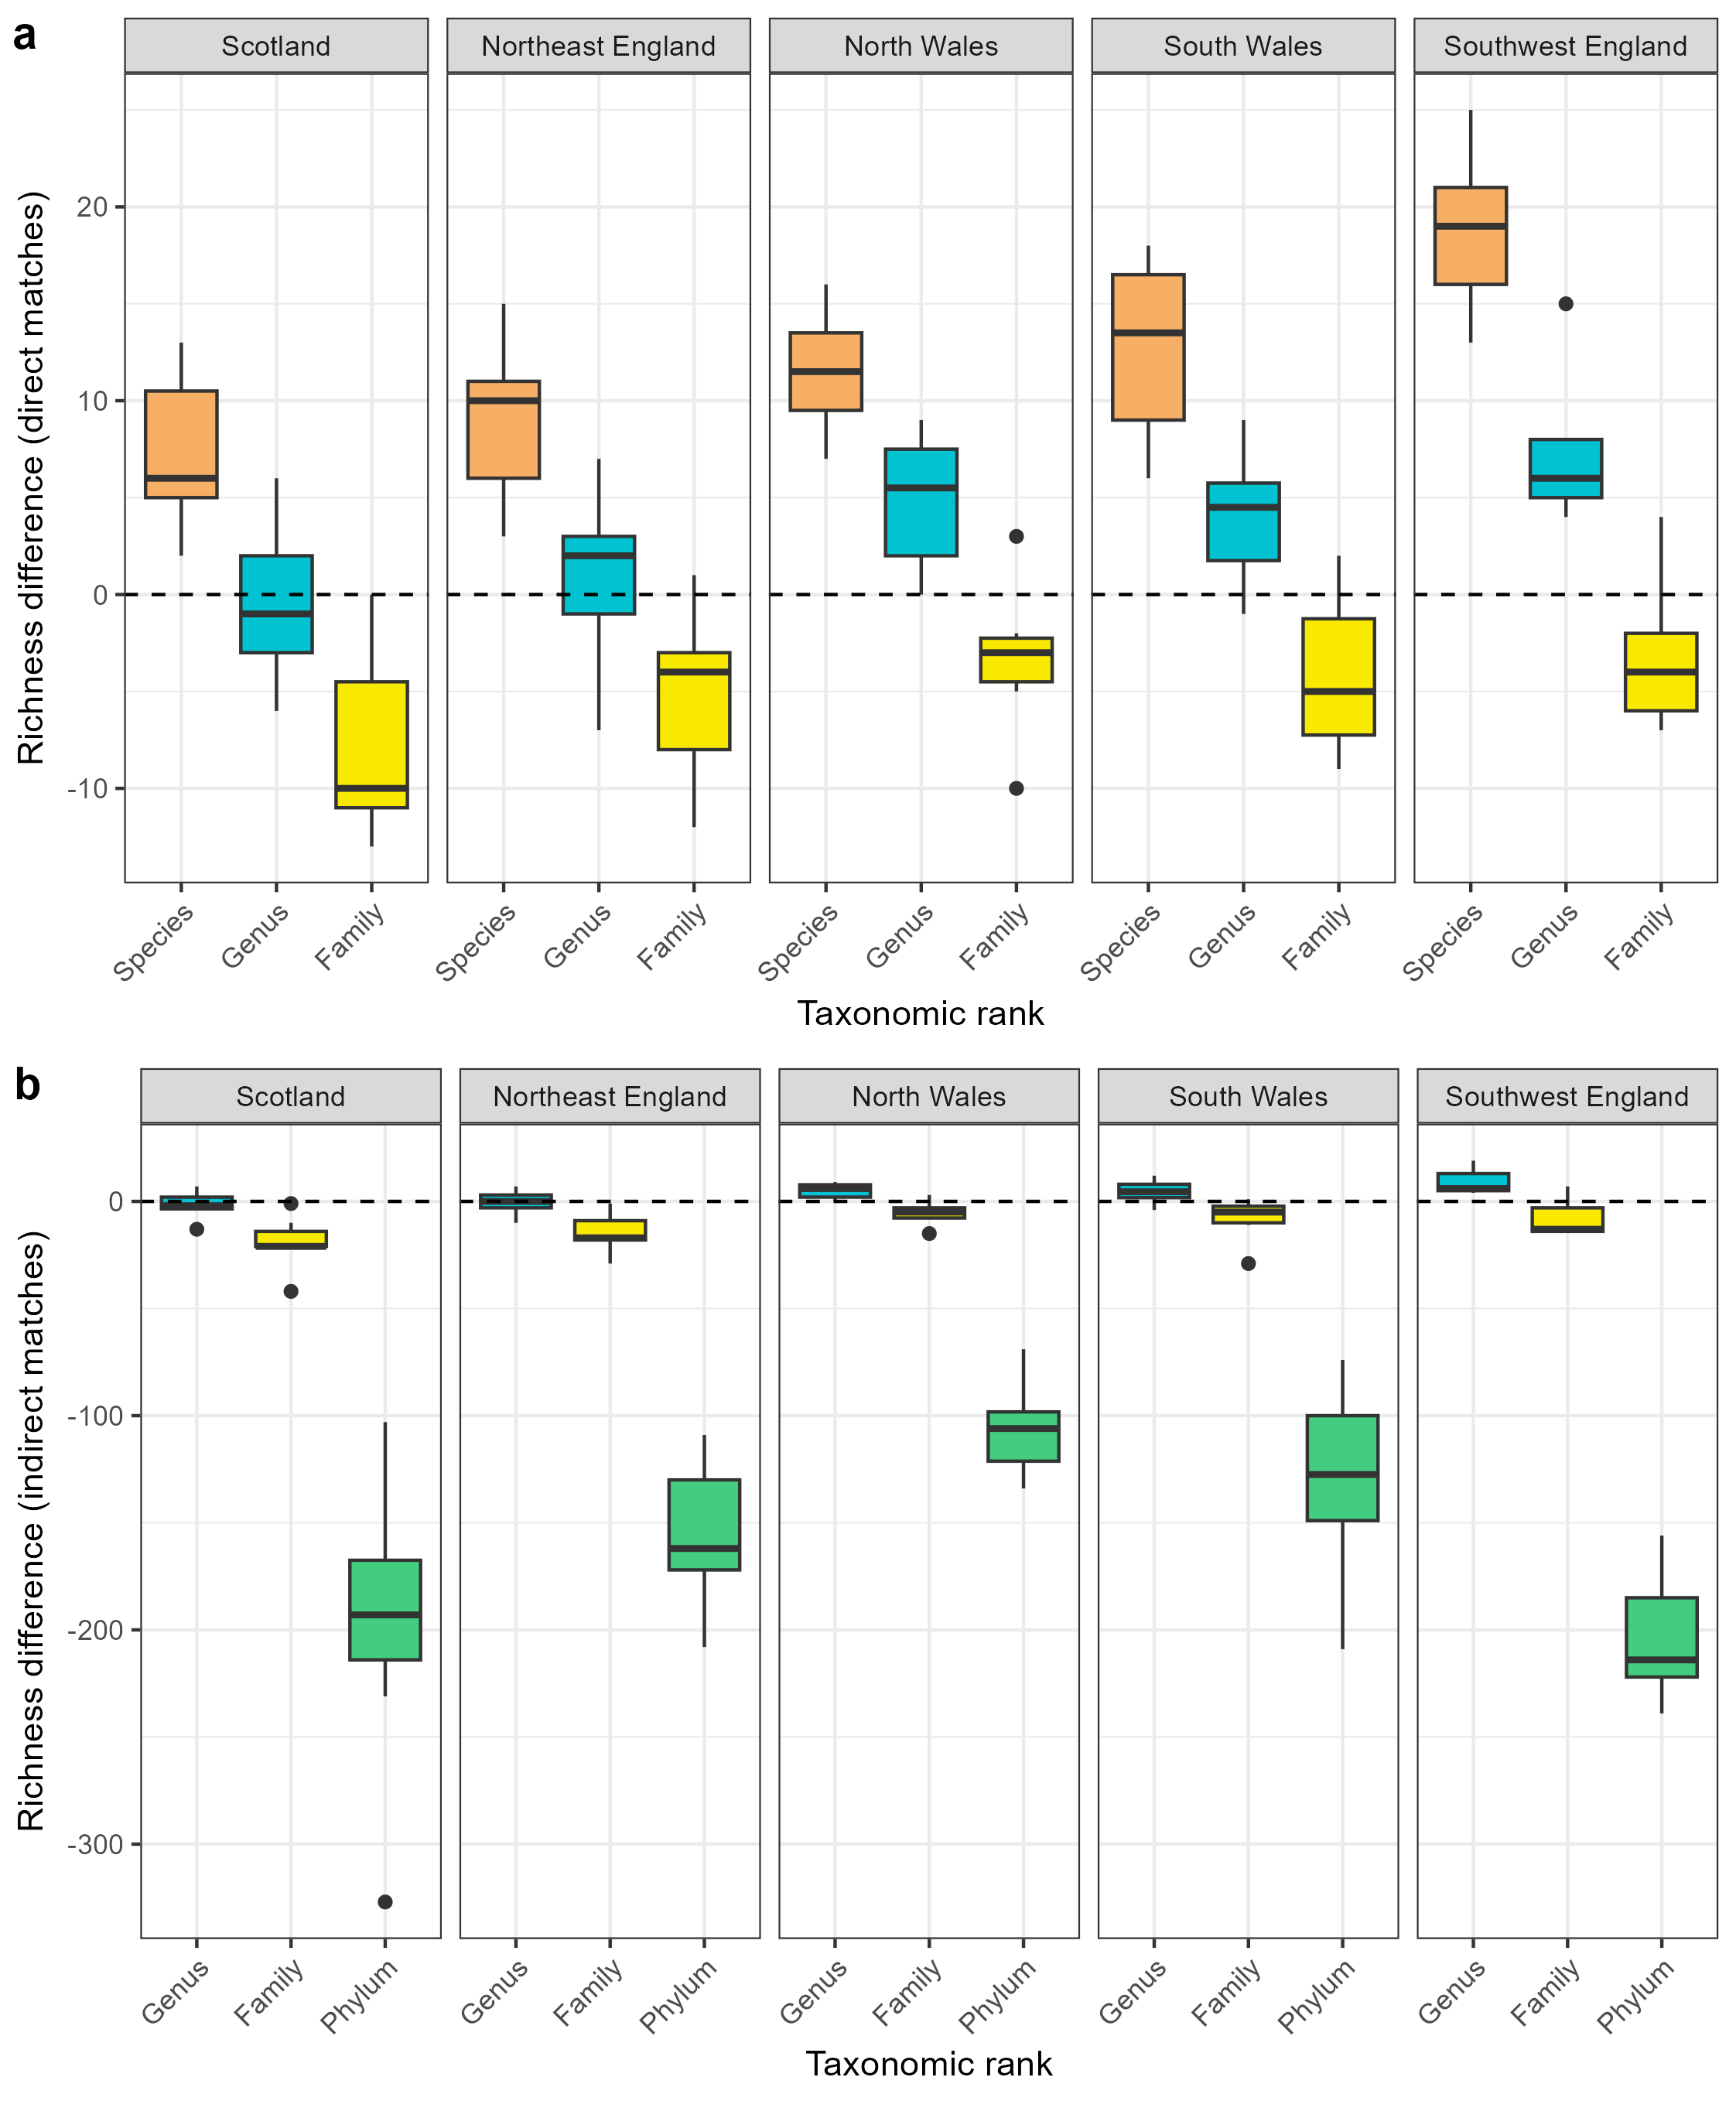 a
Scotland Northeast England North Wales South Wales Southwest England
Richness difference (direct matches)
20
10
0
-10
Species Genus Family Species Genus Family Species Genus Family Species Genus Family Species Genus Family
Taxonomic rank
b
Scotland Northeast England North Wales South Wales Southwest England
Richness difference (indirect matches)
0
-100
-200
-300
Genus Family Phylum Genus Family Phylum Genus Family Phylum Genus Family Phylum Genus Family Phylum
Taxonomic rank